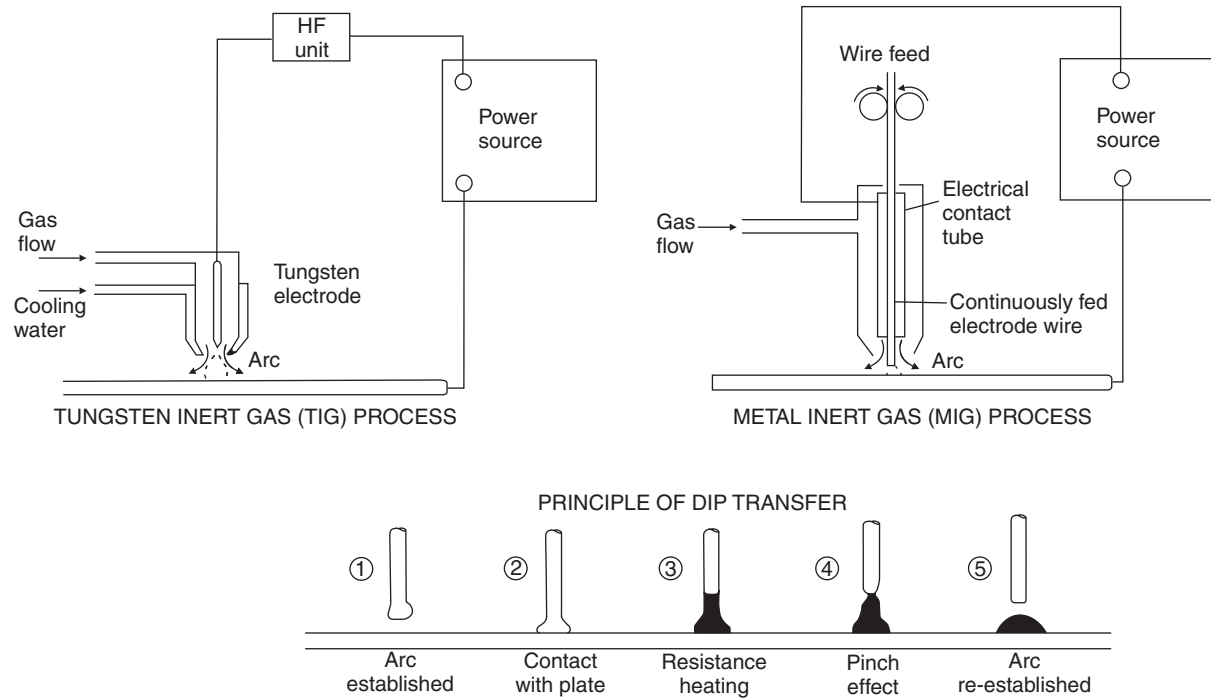 HF
unit
Power
source
Gas
flow
Cooling
water
Tungsten
electrode
Arc
TUNGSTEN INERT GAS (TIG) PROCESS
Wire feed
Power
source
Gas
flow
Electrical
contact
tube
Continuously fed
electrode wire
Arc
METAL INERT GAS (MIG) PROCESS
PRINCIPLE OF DIP TRANSFER
1
2
3
4
5
Arc
established
Contact
with plate
Resistance
heating
Pinch
effect
Arc
re-established